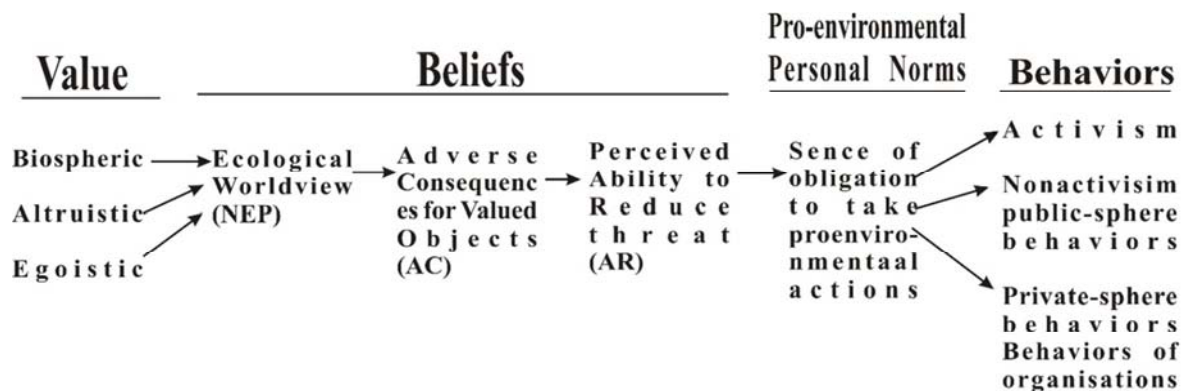 Value
Beliefs
Pro-environmental
Personal Norms
Behaviors
Biospheric
Altruistic
Egoistic
Ecological
Worldview
(NEP)
Adverse
Consequenc
es for Valued
Objects
(AC)
Perceived
Ability to
Reduce
threat
(AR)
Sence of
obligation
to take
proenviro-
nmentaal
actions
Activism
Nonactivisim
public-sphere
behaviors
Private-sphere
behaviors
Behaviors of
organisations